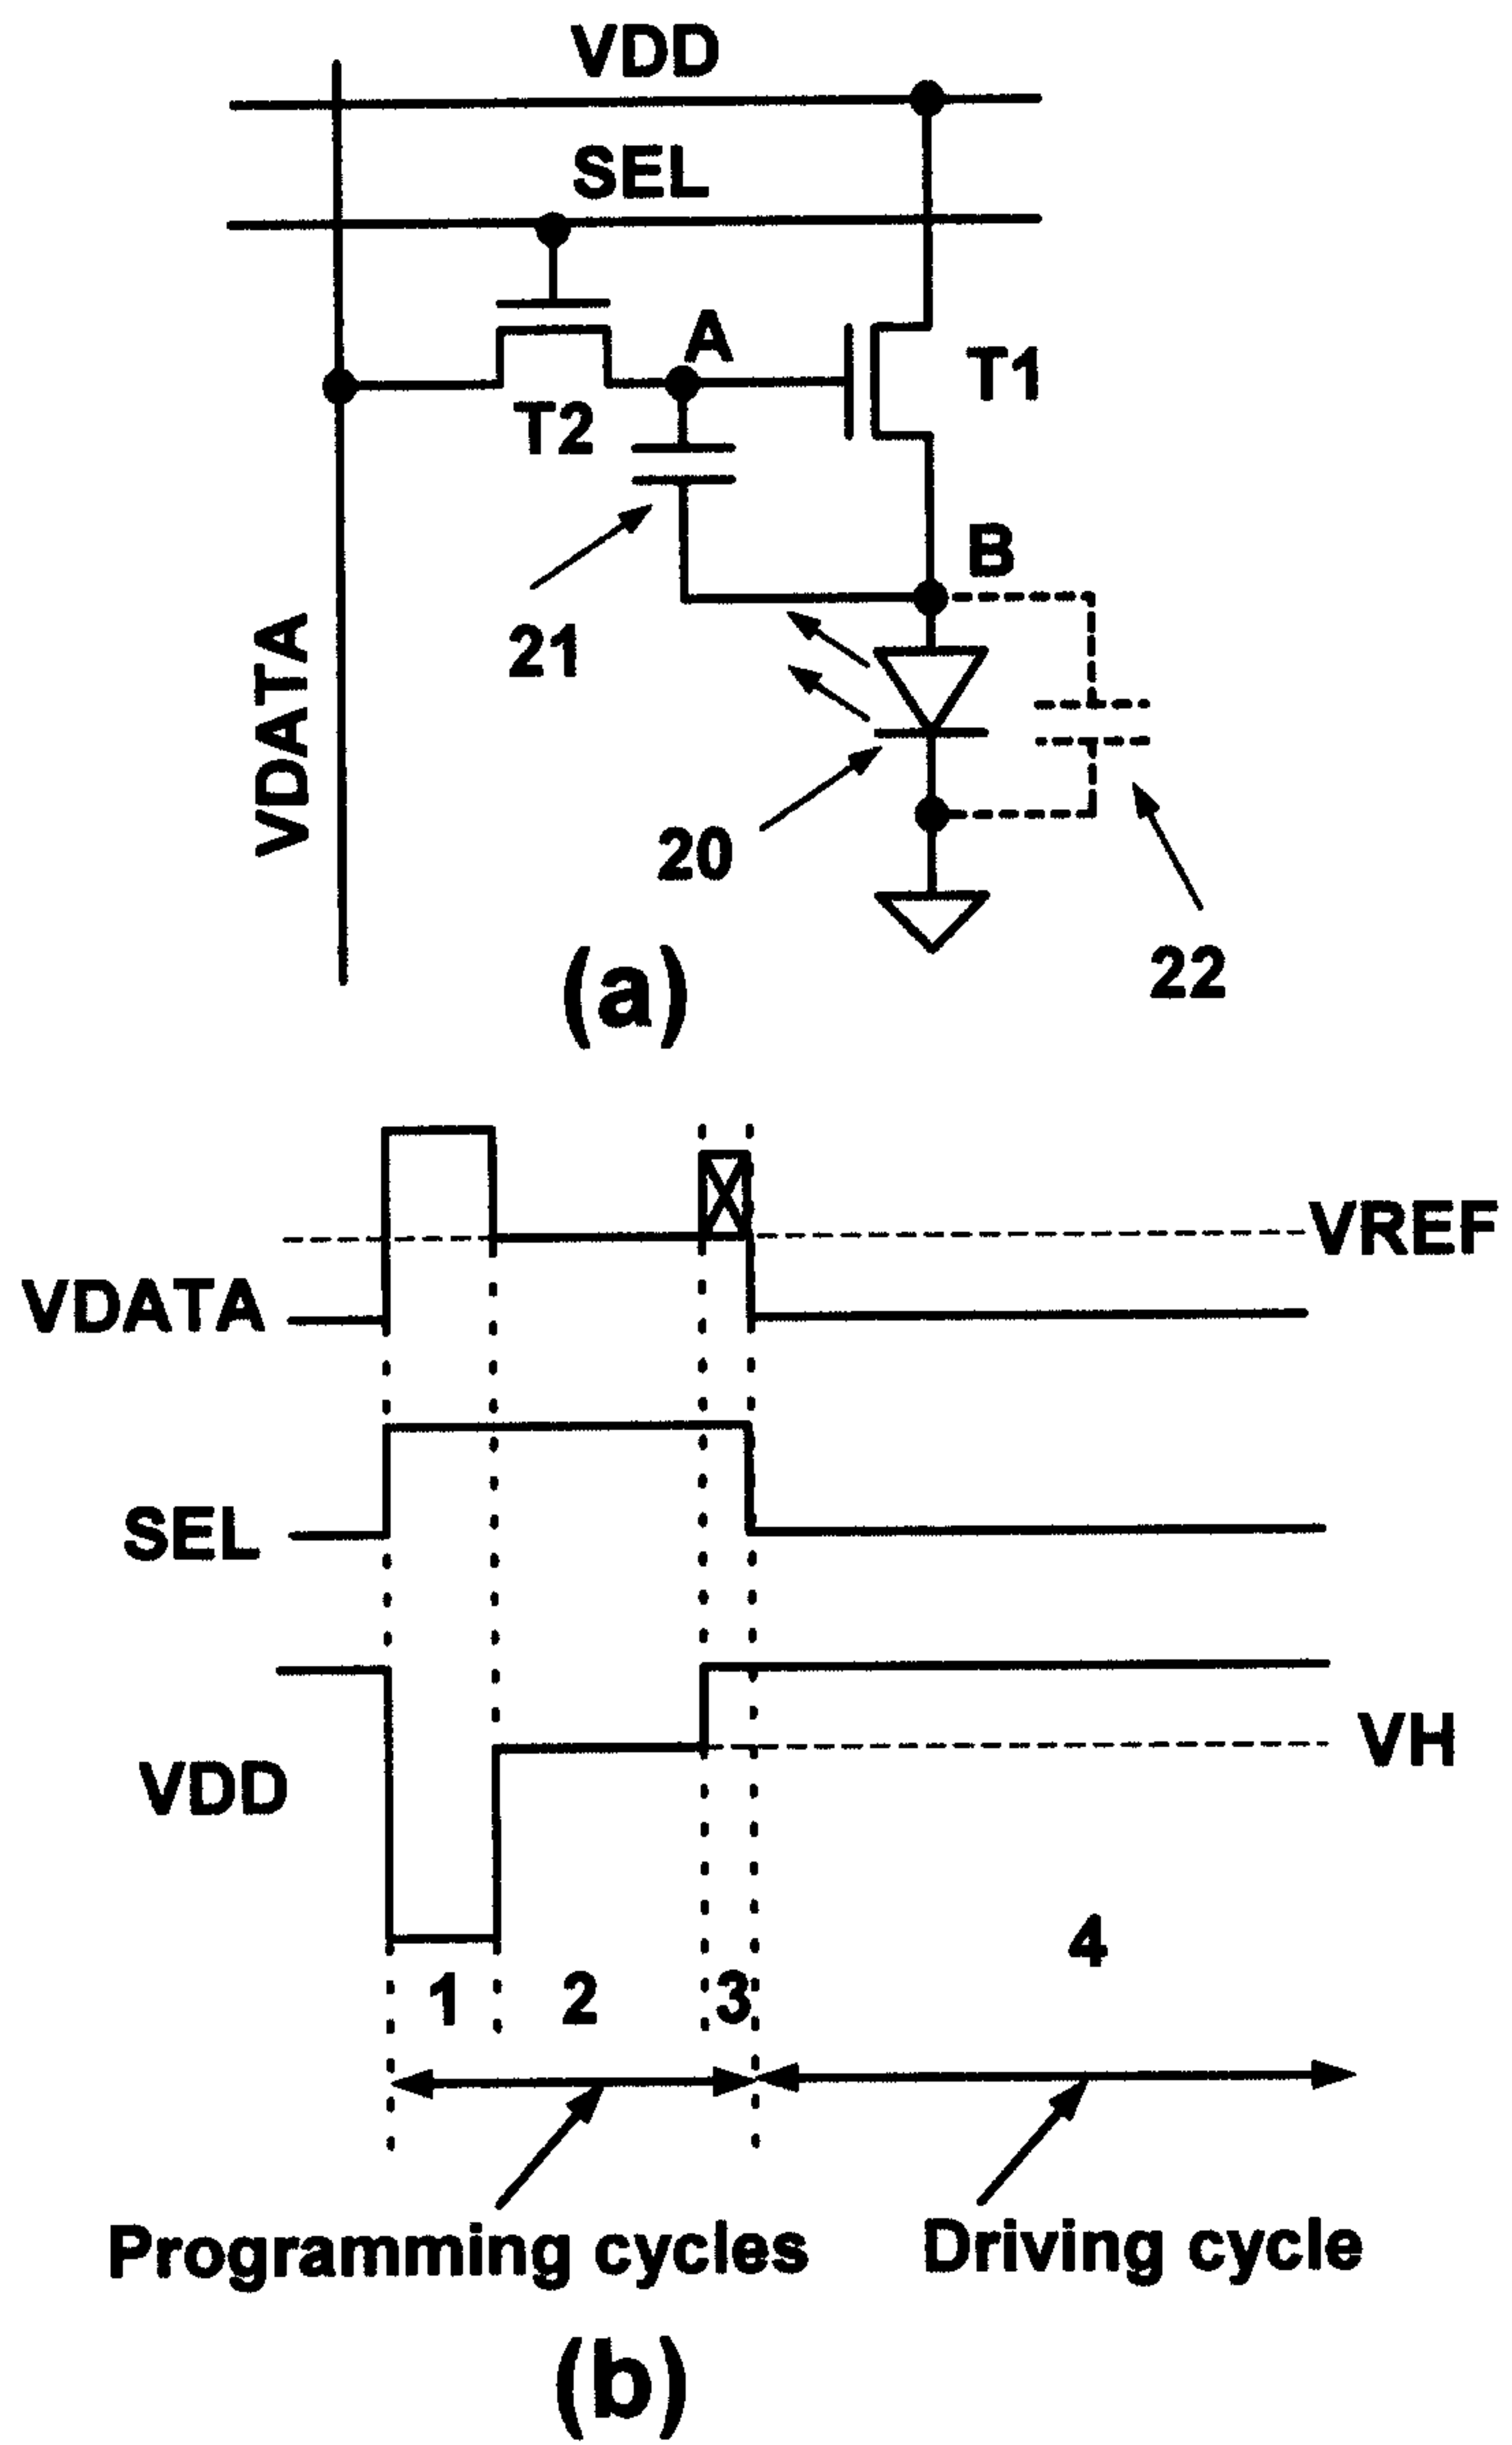 VDD
SEL
A
T1
T2
B
21
VDATA
20
22
(a)
VREF
VDATA
SEL
VH
VDD
4
1 2 3
Programming cycles Driving cycle
(b)